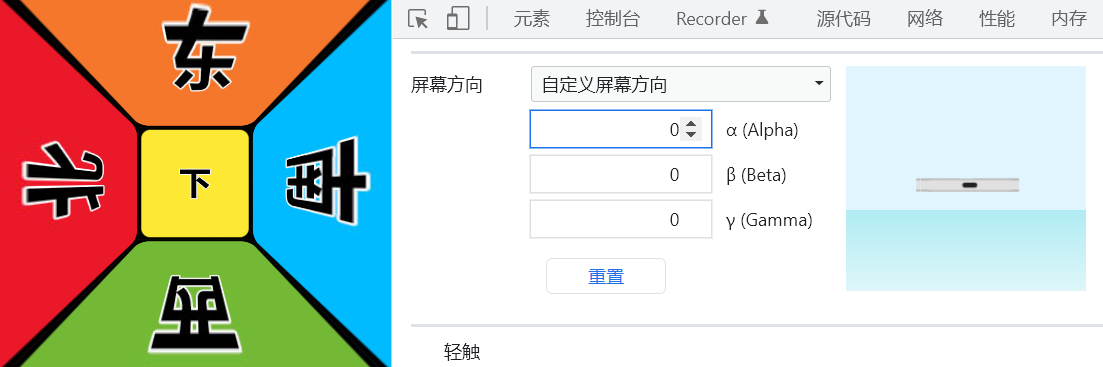 东
北
下
南
西
元素 控制台 Recorder 源代码 网络 性能 内存
屏幕方向 自定义屏幕方向
0 α (Alpha)
0 β (Beta)
0 γ (Gamma)
重置
轻触